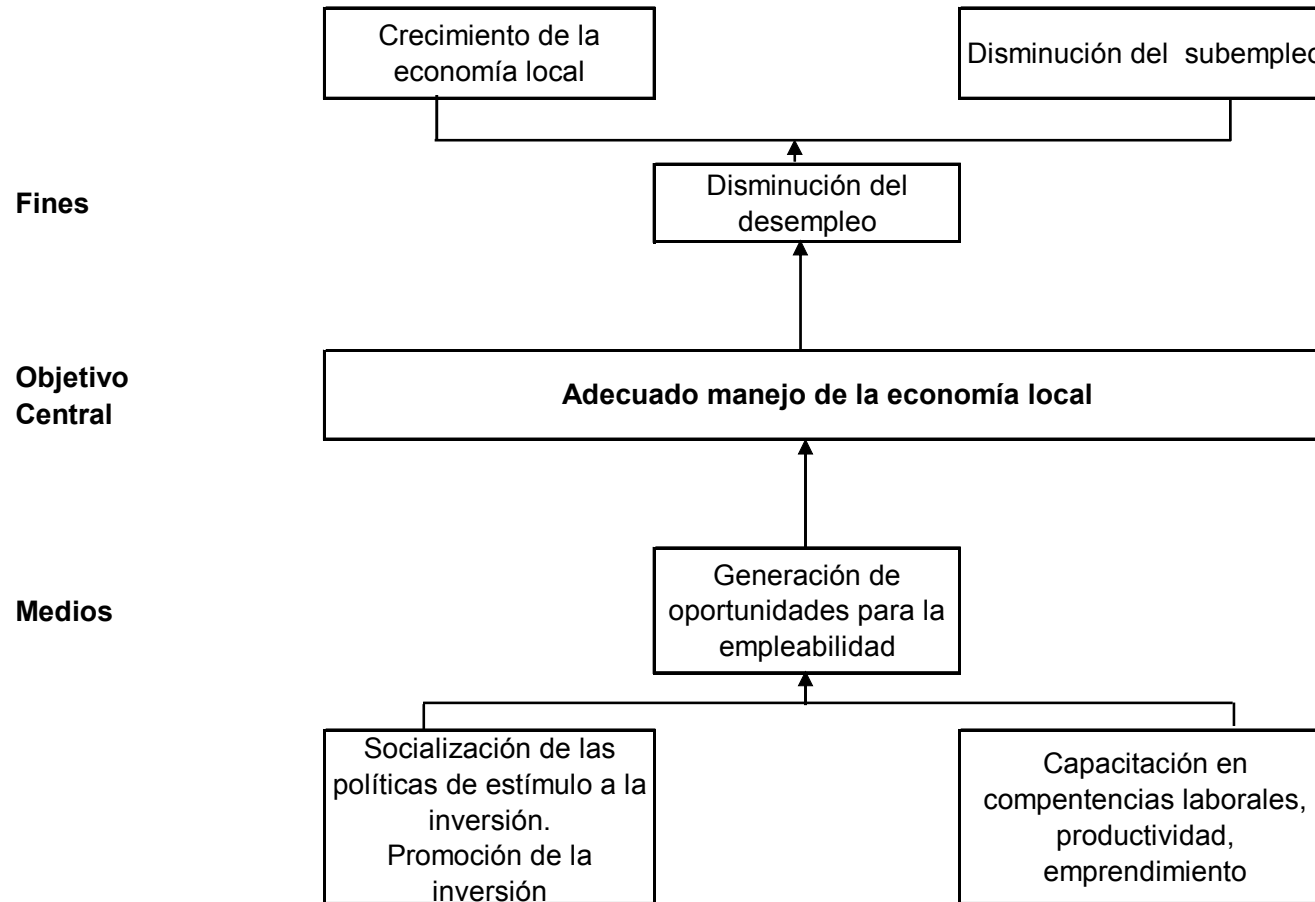 Crecimiento de la
economía local
Disminución del  subempleo
Fines
Disminución del
desempleo
Objetivo
Central
Adecuado manejo de la economía local
Medios
Generación de
oportunidades para la
empleabilidad
Socialización de las
políticas de estímulo a la
inversión.
Promoción de la
inversión
Capacitación en
compentencias laborales,
productividad,
emprendimiento